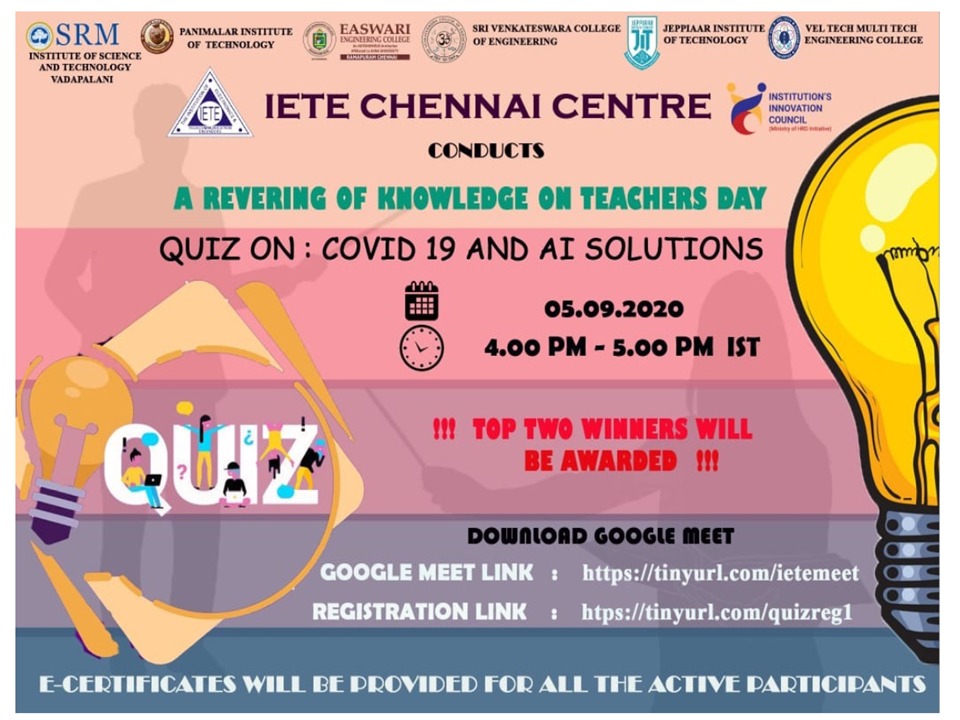 SRM
INSTITUTE OF SCIENCE
AND TECHNOLOGY
VADAPALANI
PANIMALAR INSTITUTE
OF TECHNOLOGY
EASWARI
ENGINEERING COLLEGE
RAMAPURAM CHENNAI
SRI VENKATESWARA COLLEGE
OF ENGINEERING
JEPPIAAR INSTITUTE
OF TECHNOLOGY
VEL TECH MULTI TECH
ENGINEERING COLLEGE
IETE
IETE CHENNAI CENTRE
INSTITUTION'S
INNOVATION
COUNCIL
(Ministry of HRD Initiative)
CONDUCTS
A REVERING OF KNOWLEDGE ON TEACHERS DAY
QUIZ ON : COVID 19 AND AI SOLUTIONS
05.09.2020
4.00 PM - 5.00 PM IST
QUIZ
!!! TOP TWO WINNERS WILL
BE AWARDED !!!
DOWNLOAD GOOGLE MEET
GOOGLE MEET LINK : https://tinyurl.com/ietemeet
REGISTRATION LINK : htps://tinyurl.com/quizreg1
E-CERTIFICATES WILL BE PROVIDED FOR ALL THE ACTIVE PARTICIPANTS